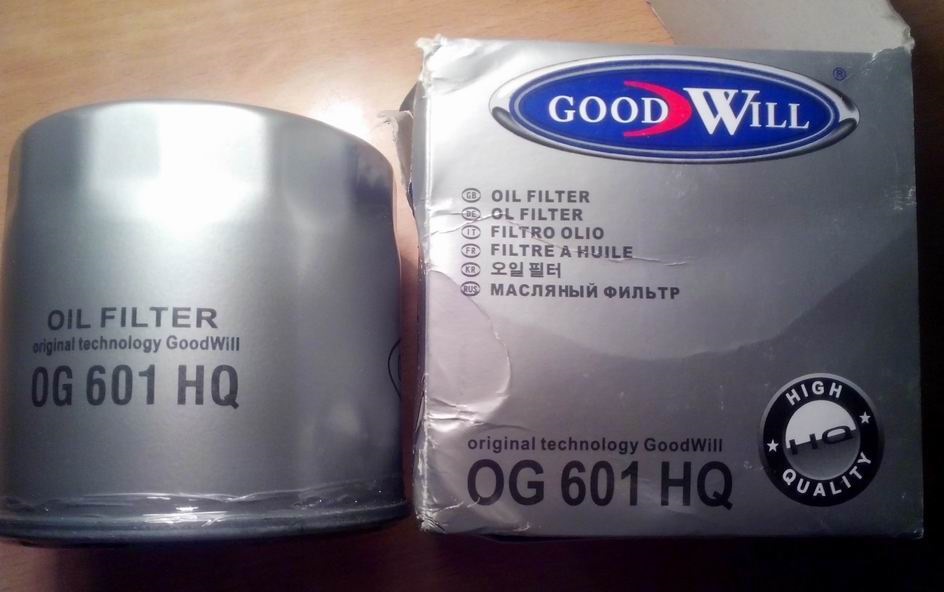 OIL FILTER
original technology GoodWill
OG 601 HQ
GOOD WILL ®
GB OIL FILTER
DE OL FILTER
IT FILTRO OLIO
FR FILTRE A HUILE
KR 오일 필터
RUS МАСЛЯНЫЙ ФИЛЬТР
original technology GoodWill
OG 601 HQ
HIGH
HQ
QUALITY